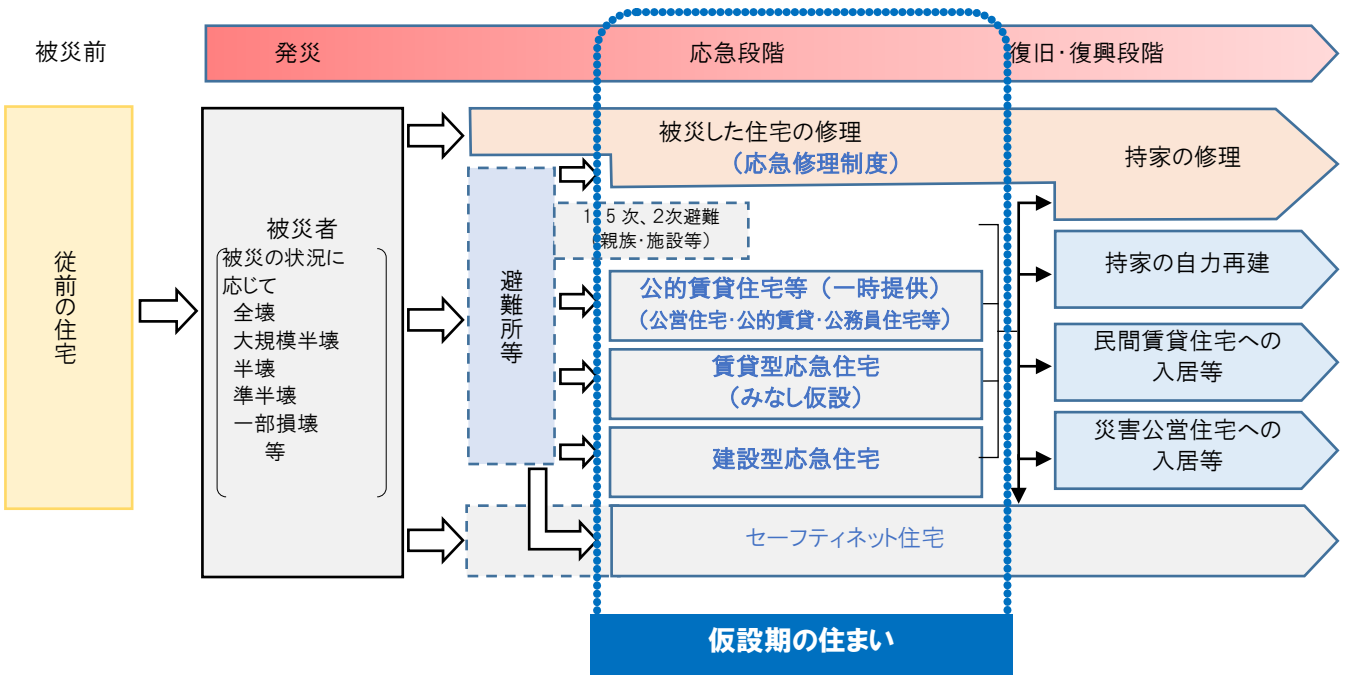 被災前
発災
応急段階
復旧・復興段階
従前の住宅
被災者
被災の状況に
応じて
全壊
大規模半壊
半壊
準半壊
一部損壊
等
避難所等
被災した住宅の修理
（応急修理制度）
持家の修理
1.5次、2次避難
（親族・施設等）
公的賃貸住宅等（一時提供）
（公営住宅・公的賃貸・公務員住宅等）
賃貸型応急住宅
（みなし仮設）
建設型応急住宅
持家の自力再建
民間賃貸住宅への
入居等
災害公営住宅への
入居等
セーフティネット住宅
仮設期の住まい